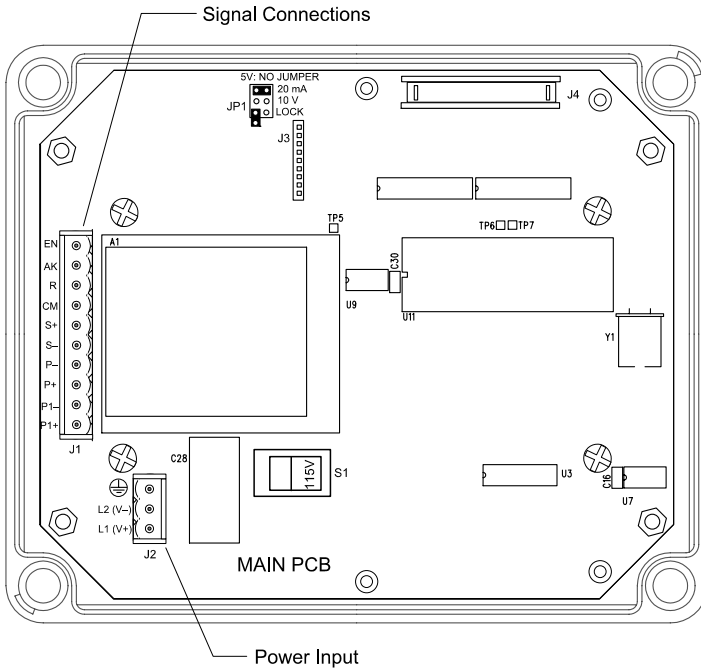 Signal Connections
5V: NO JUMPER
20 mA
10 V
JP1
LOCK
J4
J3
TP5
TP6 TP7
EN
A1
AK
R
C30
CM
U9
U11
S+
Y1
S–
P–
P+
P1–
P1+
J1
C28
115V
S1
U3
C16
U7
L2 (V–)
L1 (V+)
J2
MAIN PCB
Power Input